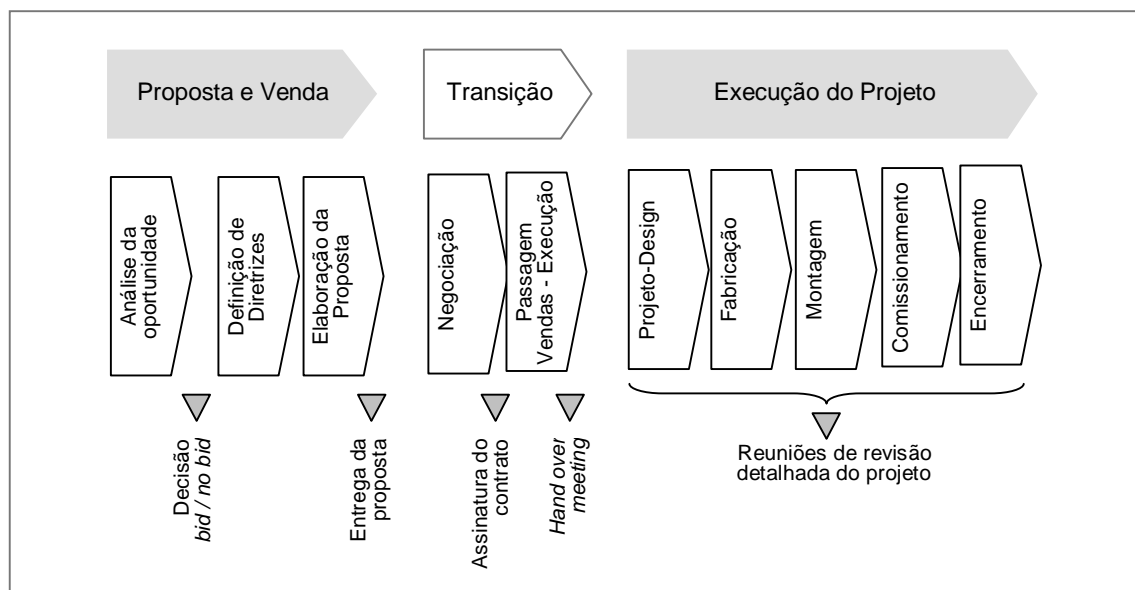 Proposta e Venda
Transição
Execução do Projeto
Análise da
oportunidade
Definição de
Diretrizes
Elaboração da
Proposta
Negociação
Passagem
Vendas - Execução
Projeto-Design
Fabricação
Montagem
Comissionamento
Encerramento
Decisão
bid / no bid
Entrega da
proposta
Assinatura do
contrato
Hand over
meeting
Reuniões de revisão
detalhada do projeto